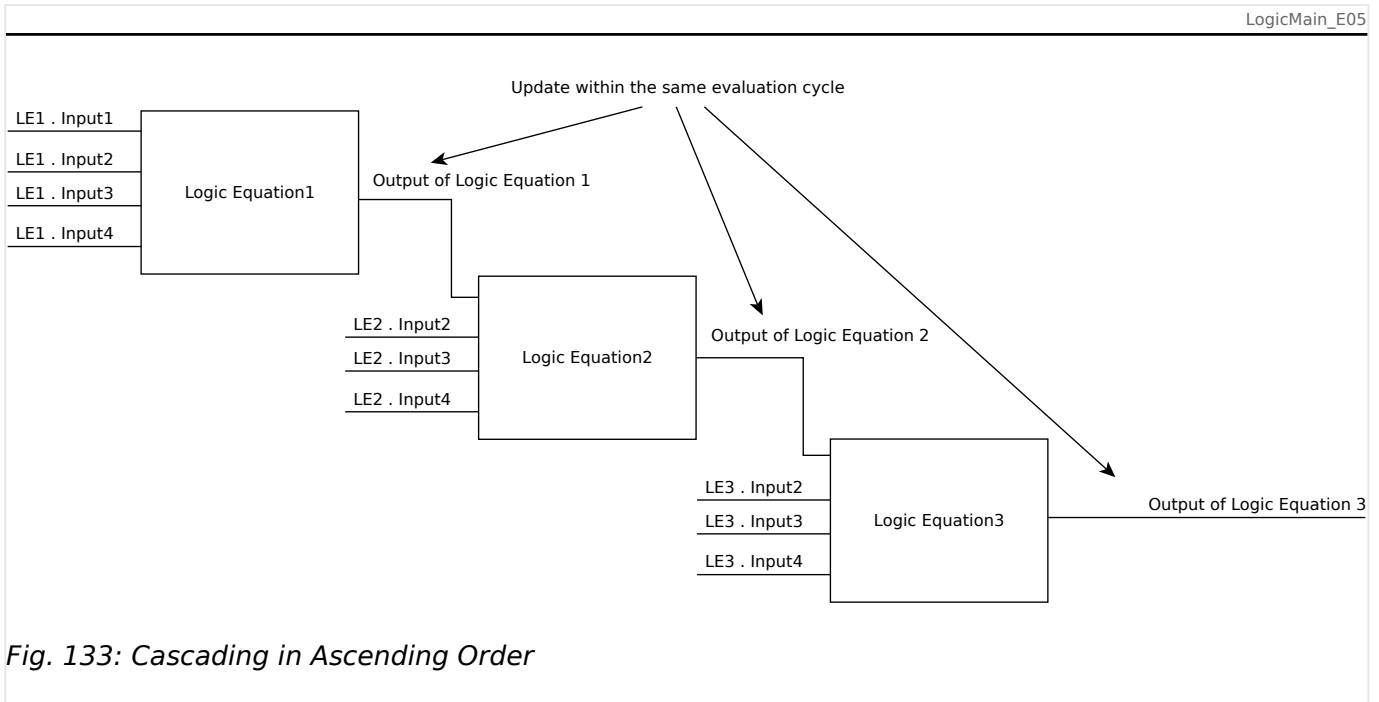 LogicMain_E05
Update within the same evaluation cycle
LE1 . Input1
LE1 . Input2
LE1 . Input3
LE1 . Input4
Logic Equation1
Output of Logic Equation 1
LE2 . Input2
LE2 . Input3
LE2 . Input4
Logic Equation2
Output of Logic Equation 2
LE3 . Input2
LE3 . Input3
LE3 . Input4
Logic Equation3
Output of Logic Equation 3
Fig. 133: Cascading in Ascending Order